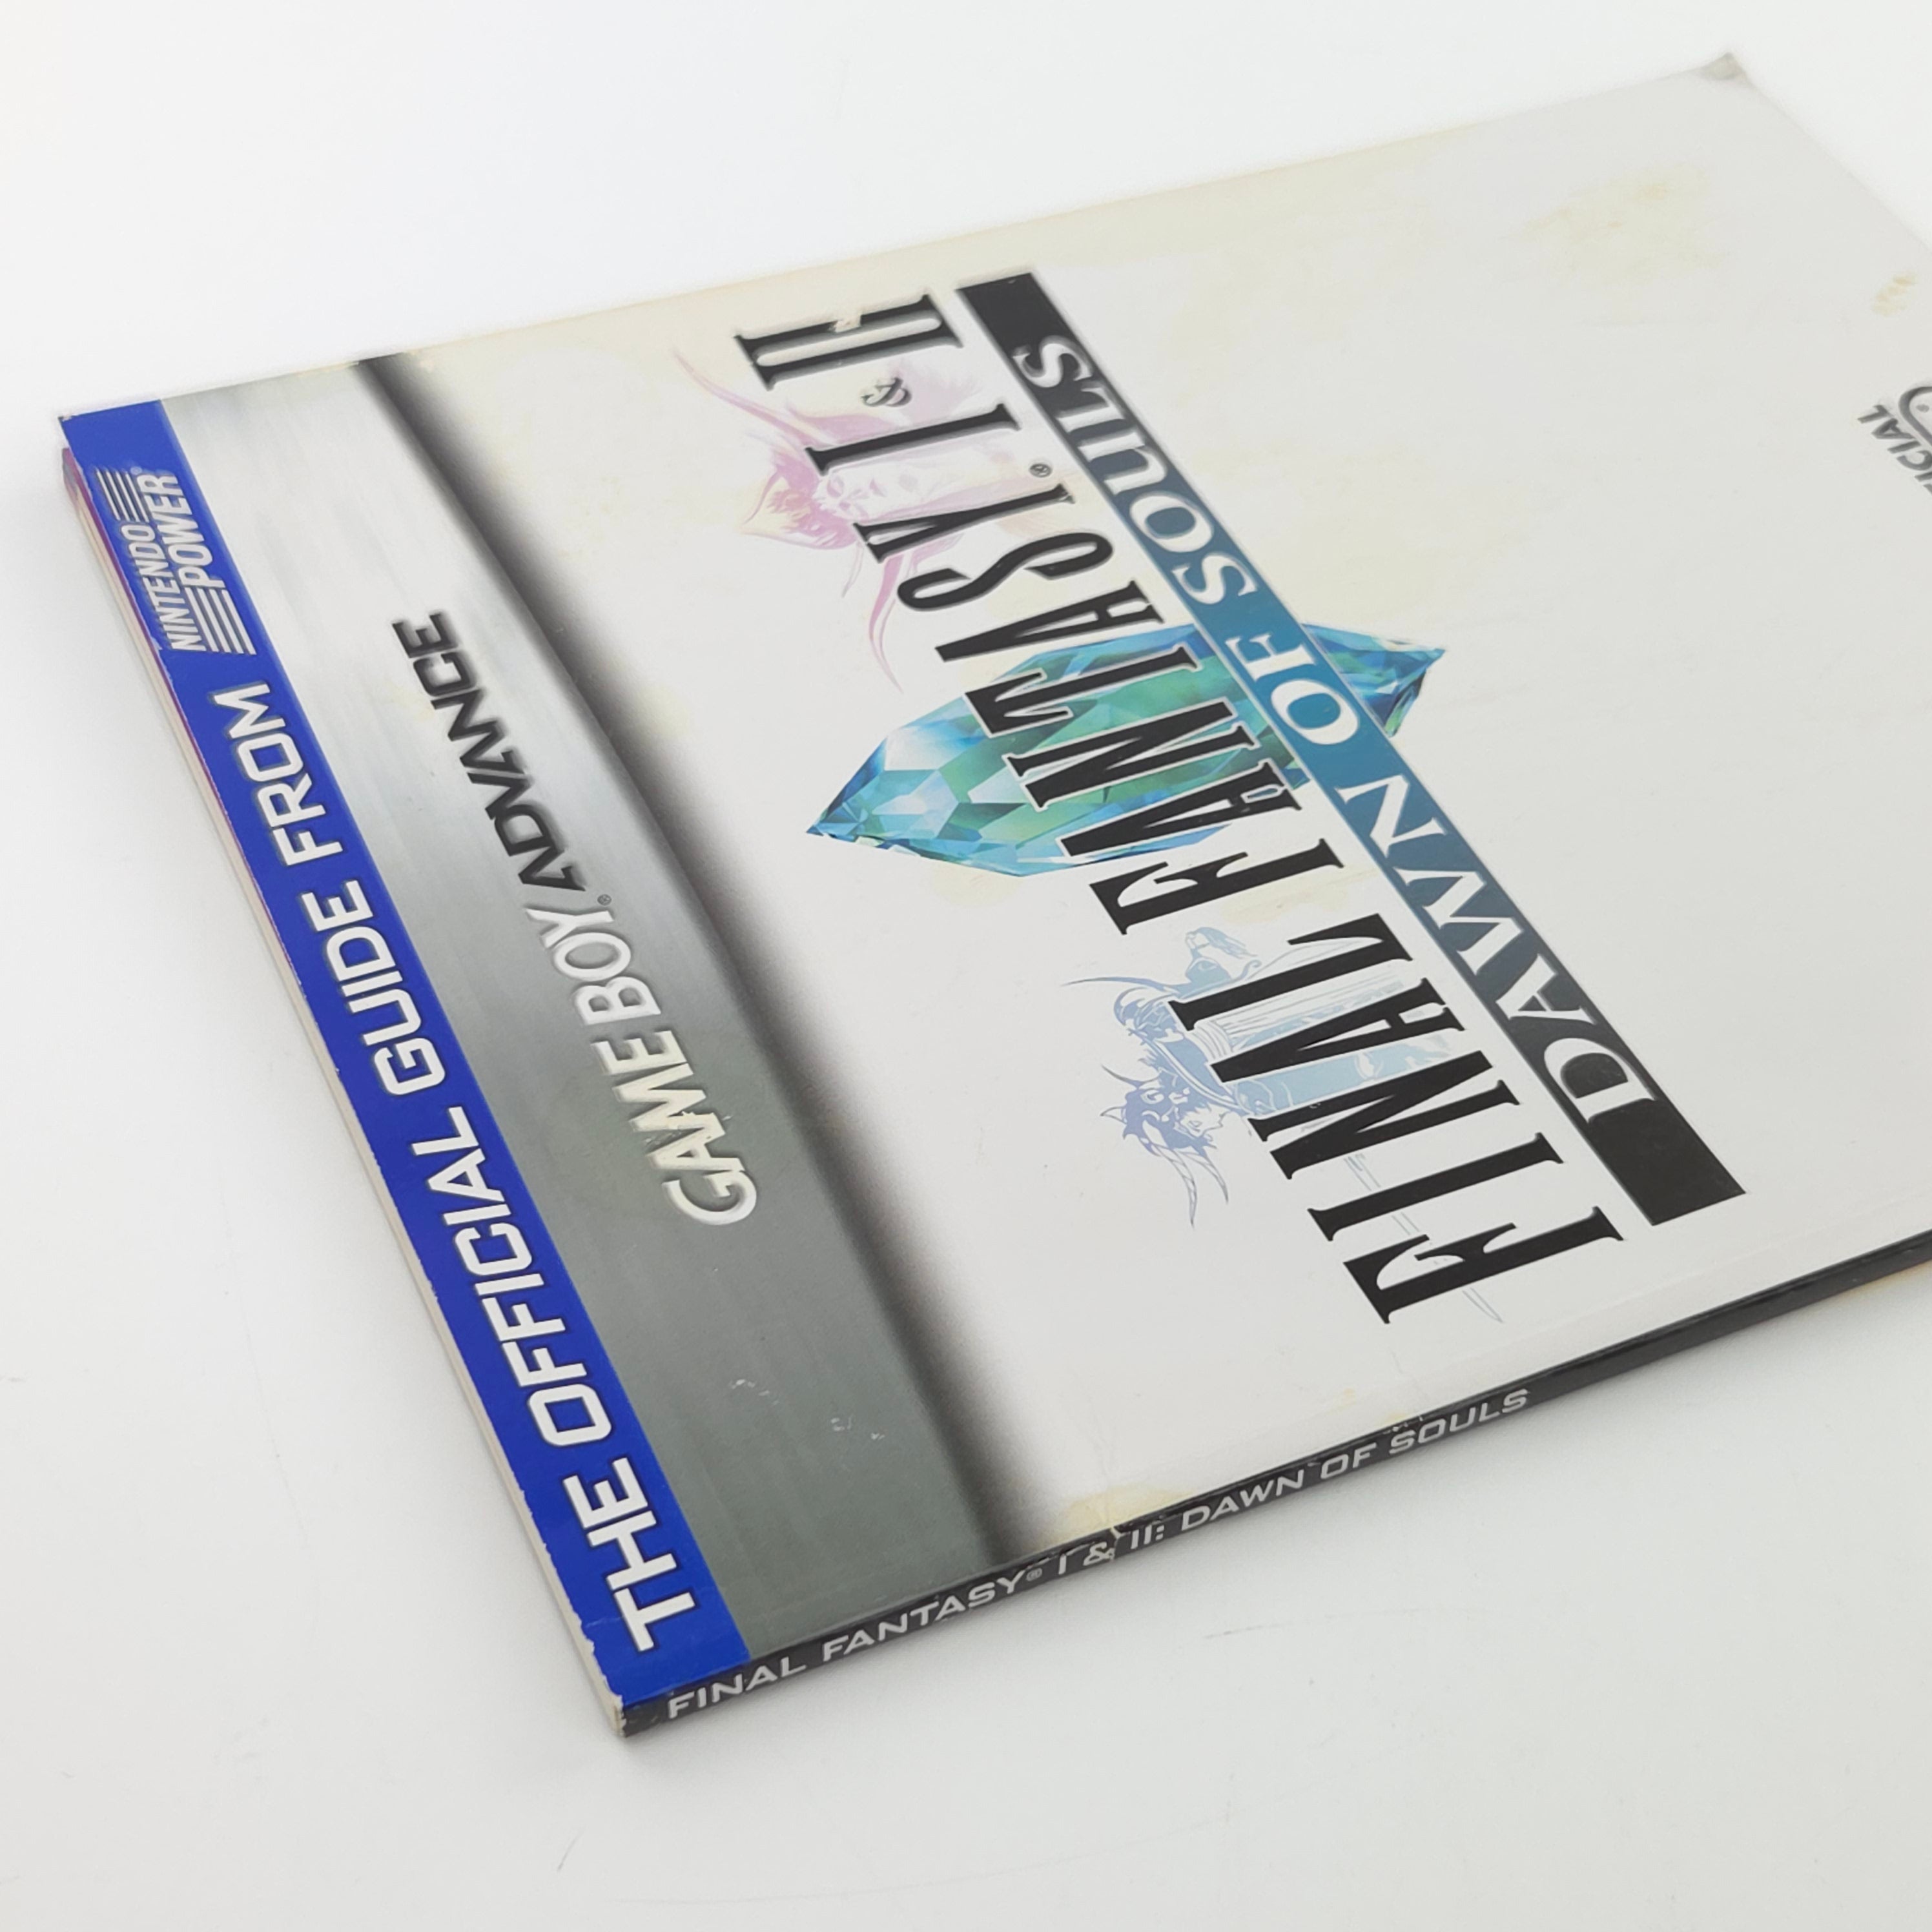 THE OFFICIAL GUIDE FROM
NINTENDO
POWER®
GAME BOY® ADVANCE
FINAL FANTASY® I & II
DAWN OF SOULS
FINAL FANTASY® I & II: DAWN OF SOULS